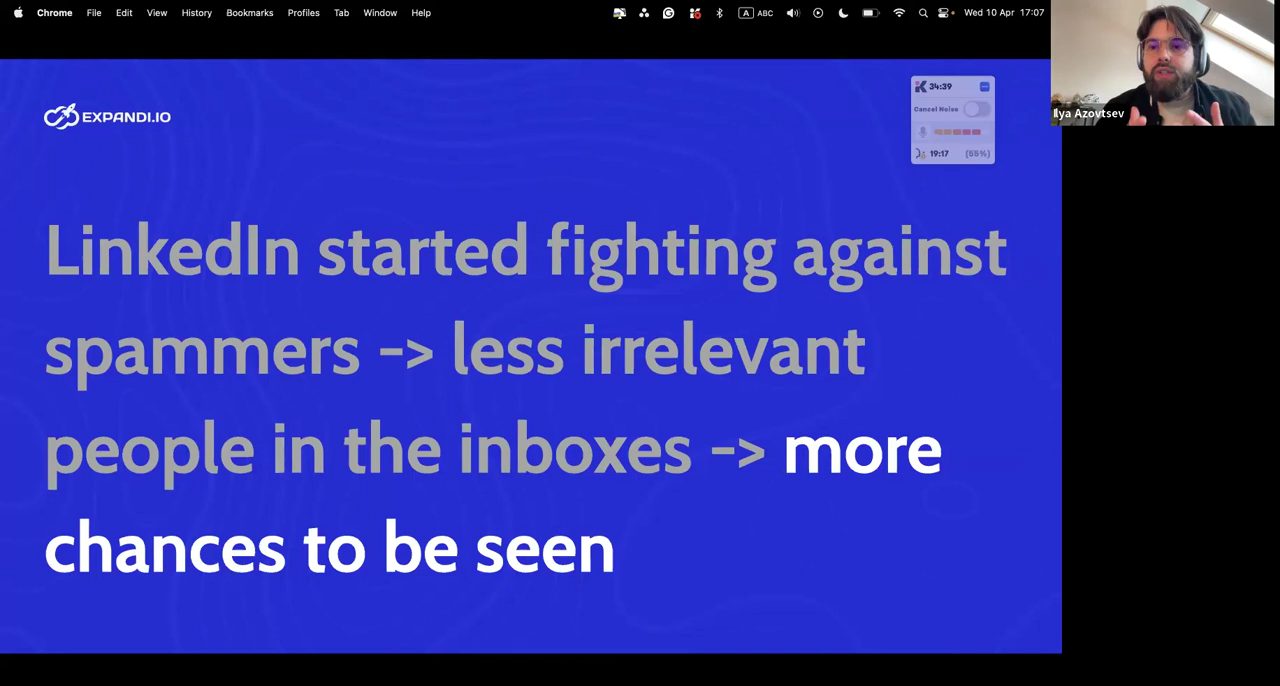 Chrome File Edit View History Bookmarks Profiles Tab Window Help A ABC Wed 10 Apr 17:07
EXPANDI.IO
34:39
Cancel Noise
19:17 (55%)
Ilya Azovtsev
LinkedIn started fighting against
spammers -> less irrelevant
people in the inboxes -> more
chances to be seen